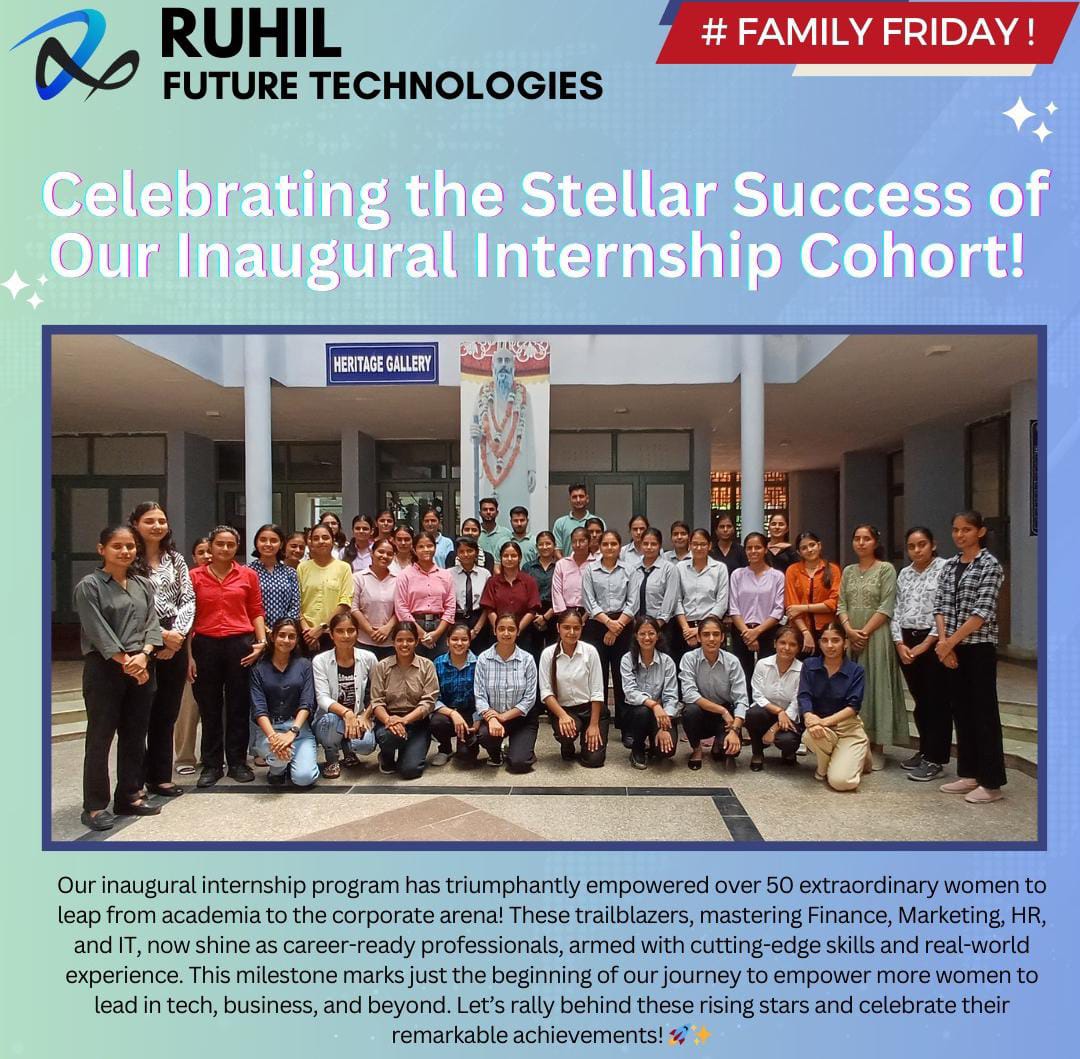 RUHIL
FUTURE TECHNOLOGIES
# FAMILY FRIDAY !
Celebrating the Stellar Success of
Our Inaugural Internship Cohort!
HERITAGE GALLERY
Our inaugural internship program has triumphantly empowered over 50 extraordinary women to
leap from academia to the corporate arena! These trailblazers, mastering Finance, Marketing, HR,
and IT, now shine as career-ready professionals, armed with cutting-edge skills and real-world
experience. This milestone marks just the beginning of our journey to empower more women to
lead in tech, business, and beyond. Let’s rally behind these rising stars and celebrate their
remarkable achievements! 🚀✨